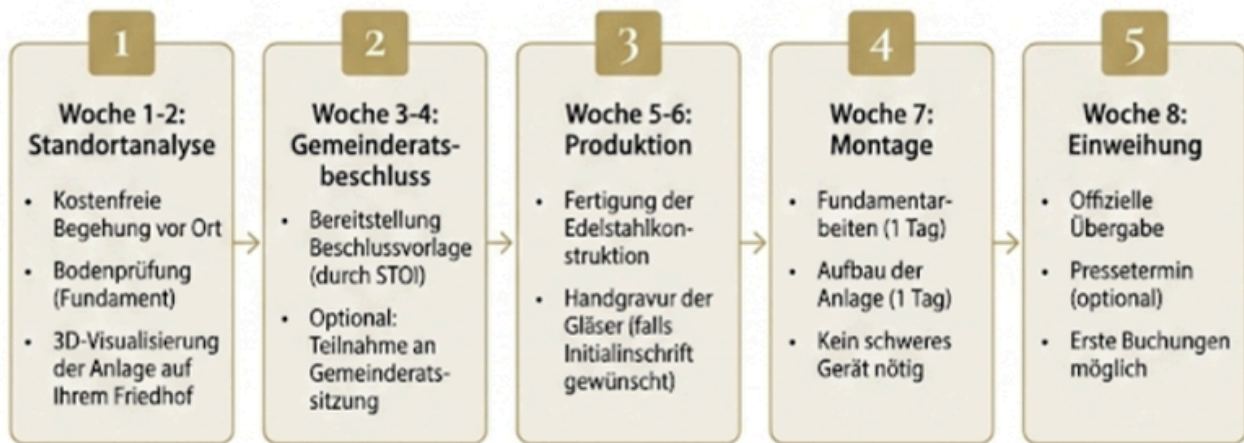 1
Woche 1-2:
Standortanalyse
• Kostenfreie
Begehung vor Ort
• Bodenprüfung
(Fundament)
• 3D-Visualisierung
der Anlage auf
Ihrem Friedhof
2
Woche 3-4:
Gemeinderats-
beschluss
• Bereitstellung
Beschlussvorlage
(durch STOI)
• Optional:
Teilnahme an
Gemeinderats-
sitzung
3
Woche 5-6:
Produktion
• Fertigung der
Edelstahlkon-
struktion
• Handgravur der
Gläser (falls
Initialinschrift
gewünscht)
4
Woche 7:
Montage
• Fundamentar-
beiten (1 Tag)
• Aufbau der
Anlage (1 Tag)
• Kein schweres
Gerät nötig
5
Woche 8:
Einweihung
• Offizielle
Übergabe
• Pressetermin
(optional)
• Erste Buchungen
möglich